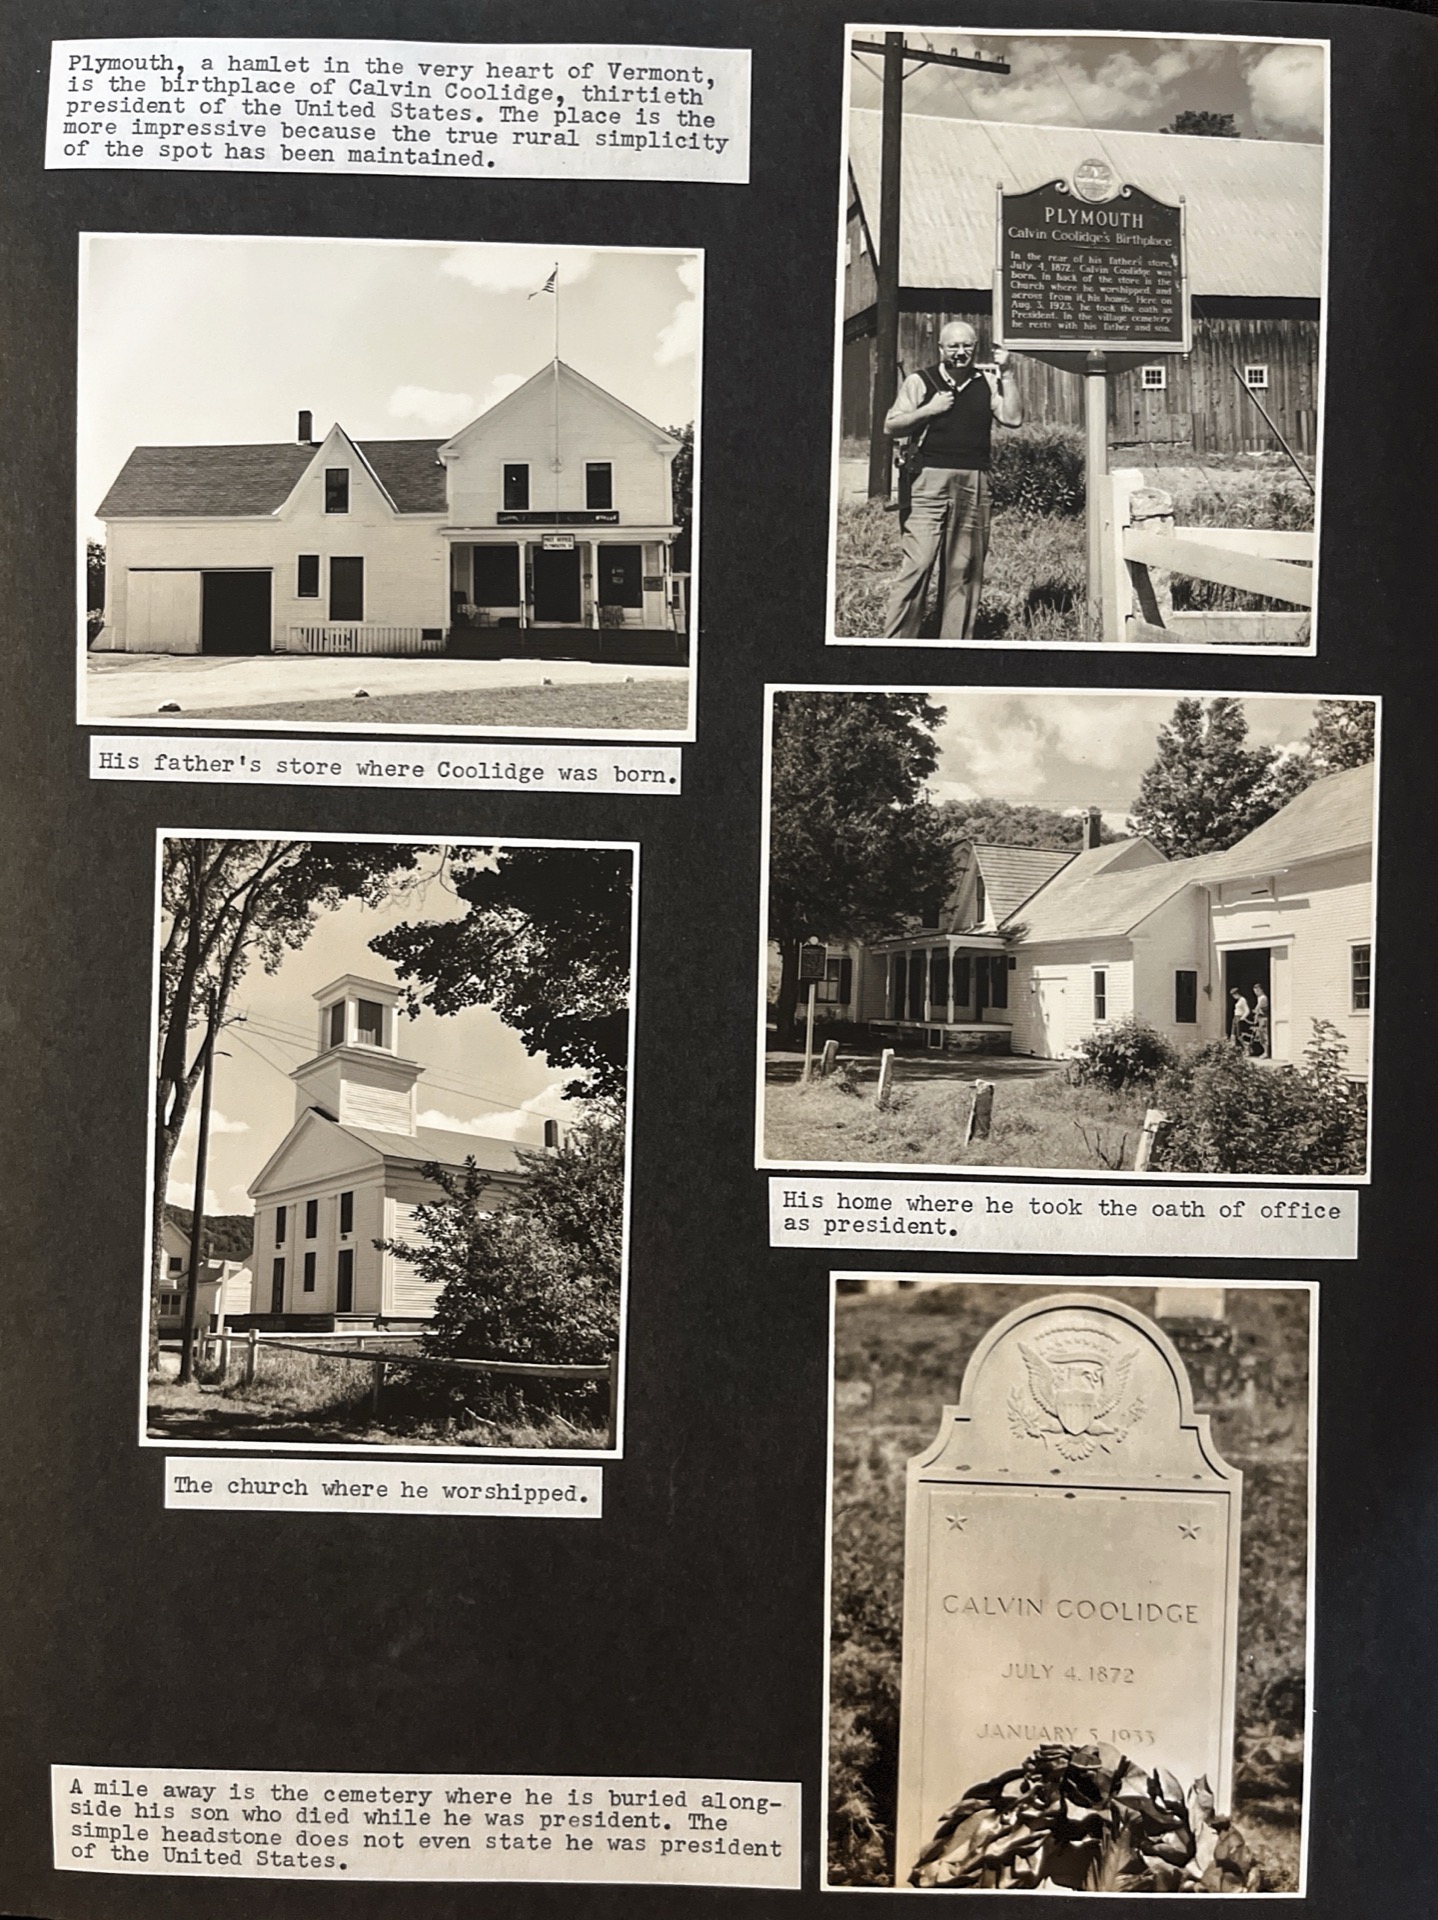 Plymouth, a hamlet in the very heart of Vermont,
is the birthplace of Calvin Coolidge, thirtieth
president of the United States. The place is the
more impressive because the true rural simplicity
of the spot has been maintained.
PLYMOUTH
Calvin Coolidge's Birthplace
In the rear of his father's store,
July 4, 1872, Calvin Coolidge was
born. In back of the store is the
Church where he worshipped and
across from it, his home. Here on
Aug. 3, 1923, he took the oath as
President. In the village cemetery
he rests with his father and son.
POST OFFICE
PLYMOUTH, VT.
His father's store where Coolidge was born.
His home where he took the oath of office
as president.
The church where he worshipped.
CALVIN COOLIDGE
JULY 4, 1872
JANUARY 5 1933
A mile away is the cemetery where he is buried along-
side his son who died while he was president. The
simple headstone does not even state he was president
of the United States.